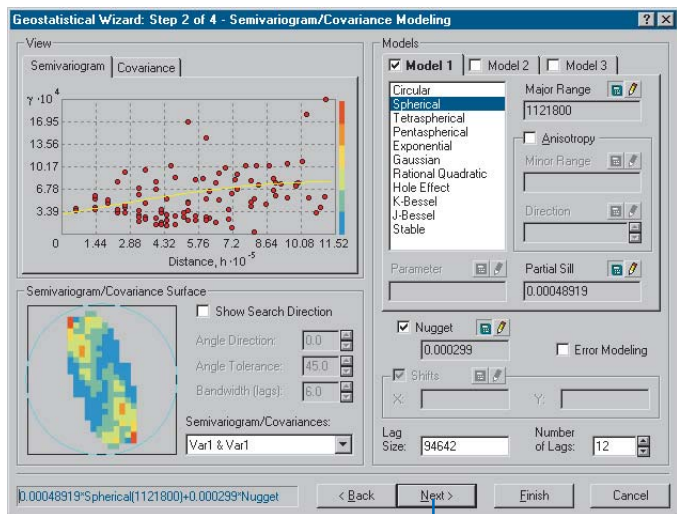 Geostatistical Wizard: Step 2 of 4 - Semivariogram/Covariance Modeling
View
Semivariogram Covariance
γ ·10 4
16.95
13.56
10.17
6.78
3.39
0 1.44 2.88 4.32 5.76 7.2 8.64 10.08 11.52
Distance, h ·10 -5
Semivariogram/Covariance Surface
Show Search Direction
Angle Direction: 0.0
Angle Tolerance: 45.0
Bandwidth (lags): 6.0
Semivariogram/Covariances:
Var1 & Var1
Models
Model 1 Model 2 Model 3
Circular
Spherical
Tetraspherical
Pentaspherical
Exponential
Gaussian
Rational Quadratic
Hole Effect
K-Bessel
J-Bessel
Stable
Major Range
1121800
Anisotropy
Minor Range
Direction
Parameter
Partial Sill
0.00048919
Nugget
0.000299
Error Modeling
Shifts
X: Y:
Lag Size: 94642
Number of Lags: 12
0.00048919*Spherical(1121800)+0.000299*Nugget
< Back Next > Finish Cancel